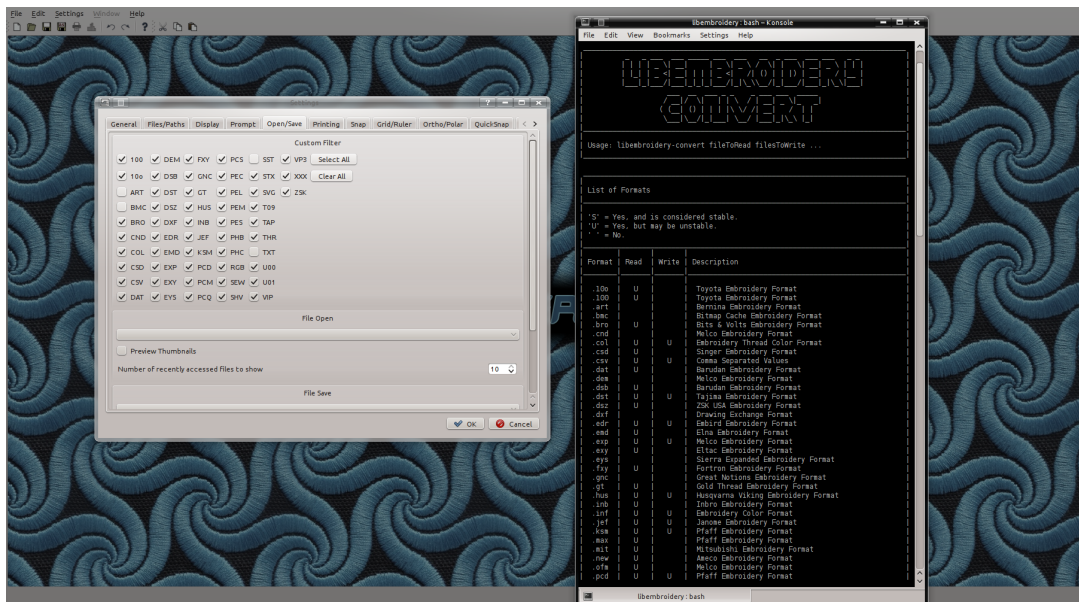 File Edit Settings Window Help
Settings
General Files/Paths Display Prompt Open/Save Printing Snap Grid/Ruler Ortho/Polar QuickSnap
Custom Filter
100 DEM FXY PCS SST VP3 Select All
10o DSB GNC PEC STX XXX Clear All
ART DST GT PEL SVG ZSK
BMC DSZ HUS PEM T09
BRO DXF INB PES TAP
CND EDR JEF PHB THR
COL EMD KSM PHC TXT
CSD EXP PCD RGB U00
CSV EXY PCM SEW U01
DAT EYS PCQ SHV VIP
File Open
Preview Thumbnails
Number of recently accessed files to show 10
File Save
OK Cancel
libembroidery : bash – Konsole
File Edit View Bookmarks Settings Help
LIBEMBROIDERY
CONVERT
Usage: libembroidery-convert fileToRead filesToWrite ...
List of Formats
'S' = Yes, and is considered stable.
'U' = Yes, but may be unstable.
' ' = No.
Format | Read | Write | Description
.10o | U | | Toyota Embroidery Format
.100 | U | | Toyota Embroidery Format
.art | | | Bernina Embroidery Format
.bmc | | | Bitmap Cache Embroidery Format
.bro | U | | Bits & Volts Embroidery Format
.cnd | | | Melco Embroidery Format
.col | U | U | Embroidery Thread Color Format
.csd | U | | Singer Embroidery Format
.csv | U | U | Comma Separated Values
.dat | U | | Barudan Embroidery Format
.dem | | | Melco Embroidery Format
.dsb | U | | Barudan Embroidery Format
.dst | U | U | Tajima Embroidery Format
.dsz | U | | ZSK USA Embroidery Format
.dxf | | | Drawing Exchange Format
.edr | U | U | Embird Embroidery Format
.emd | U | | Elna Embroidery Format
.exp | U | U | Melco Embroidery Format
.exy | U | | Eltac Embroidery Format
.eys | | | Sierra Expanded Embroidery Format
.fxy | U | | Fortron Embroidery Format
.gnc | | | Great Notions Embroidery Format
.gt | U | | Gold Thread Embroidery Format
.hus | U | U | Husqvarna Viking Embroidery Format
.inb | U | | Inbro Embroidery Format
.inf | U | U | Embroidery Color Format
.jef | U | U | Janome Embroidery Format
.ksm | U | U | Pfaff Embroidery Format
.max | U | | Pfaff Embroidery Format
.mit | U | | Mitsubishi Embroidery Format
.new | U | | Ameco Embroidery Format
.ofm | U | | Melco Embroidery Format
.pcd | U | U | Pfaff Embroidery Format
libembroidery : bash